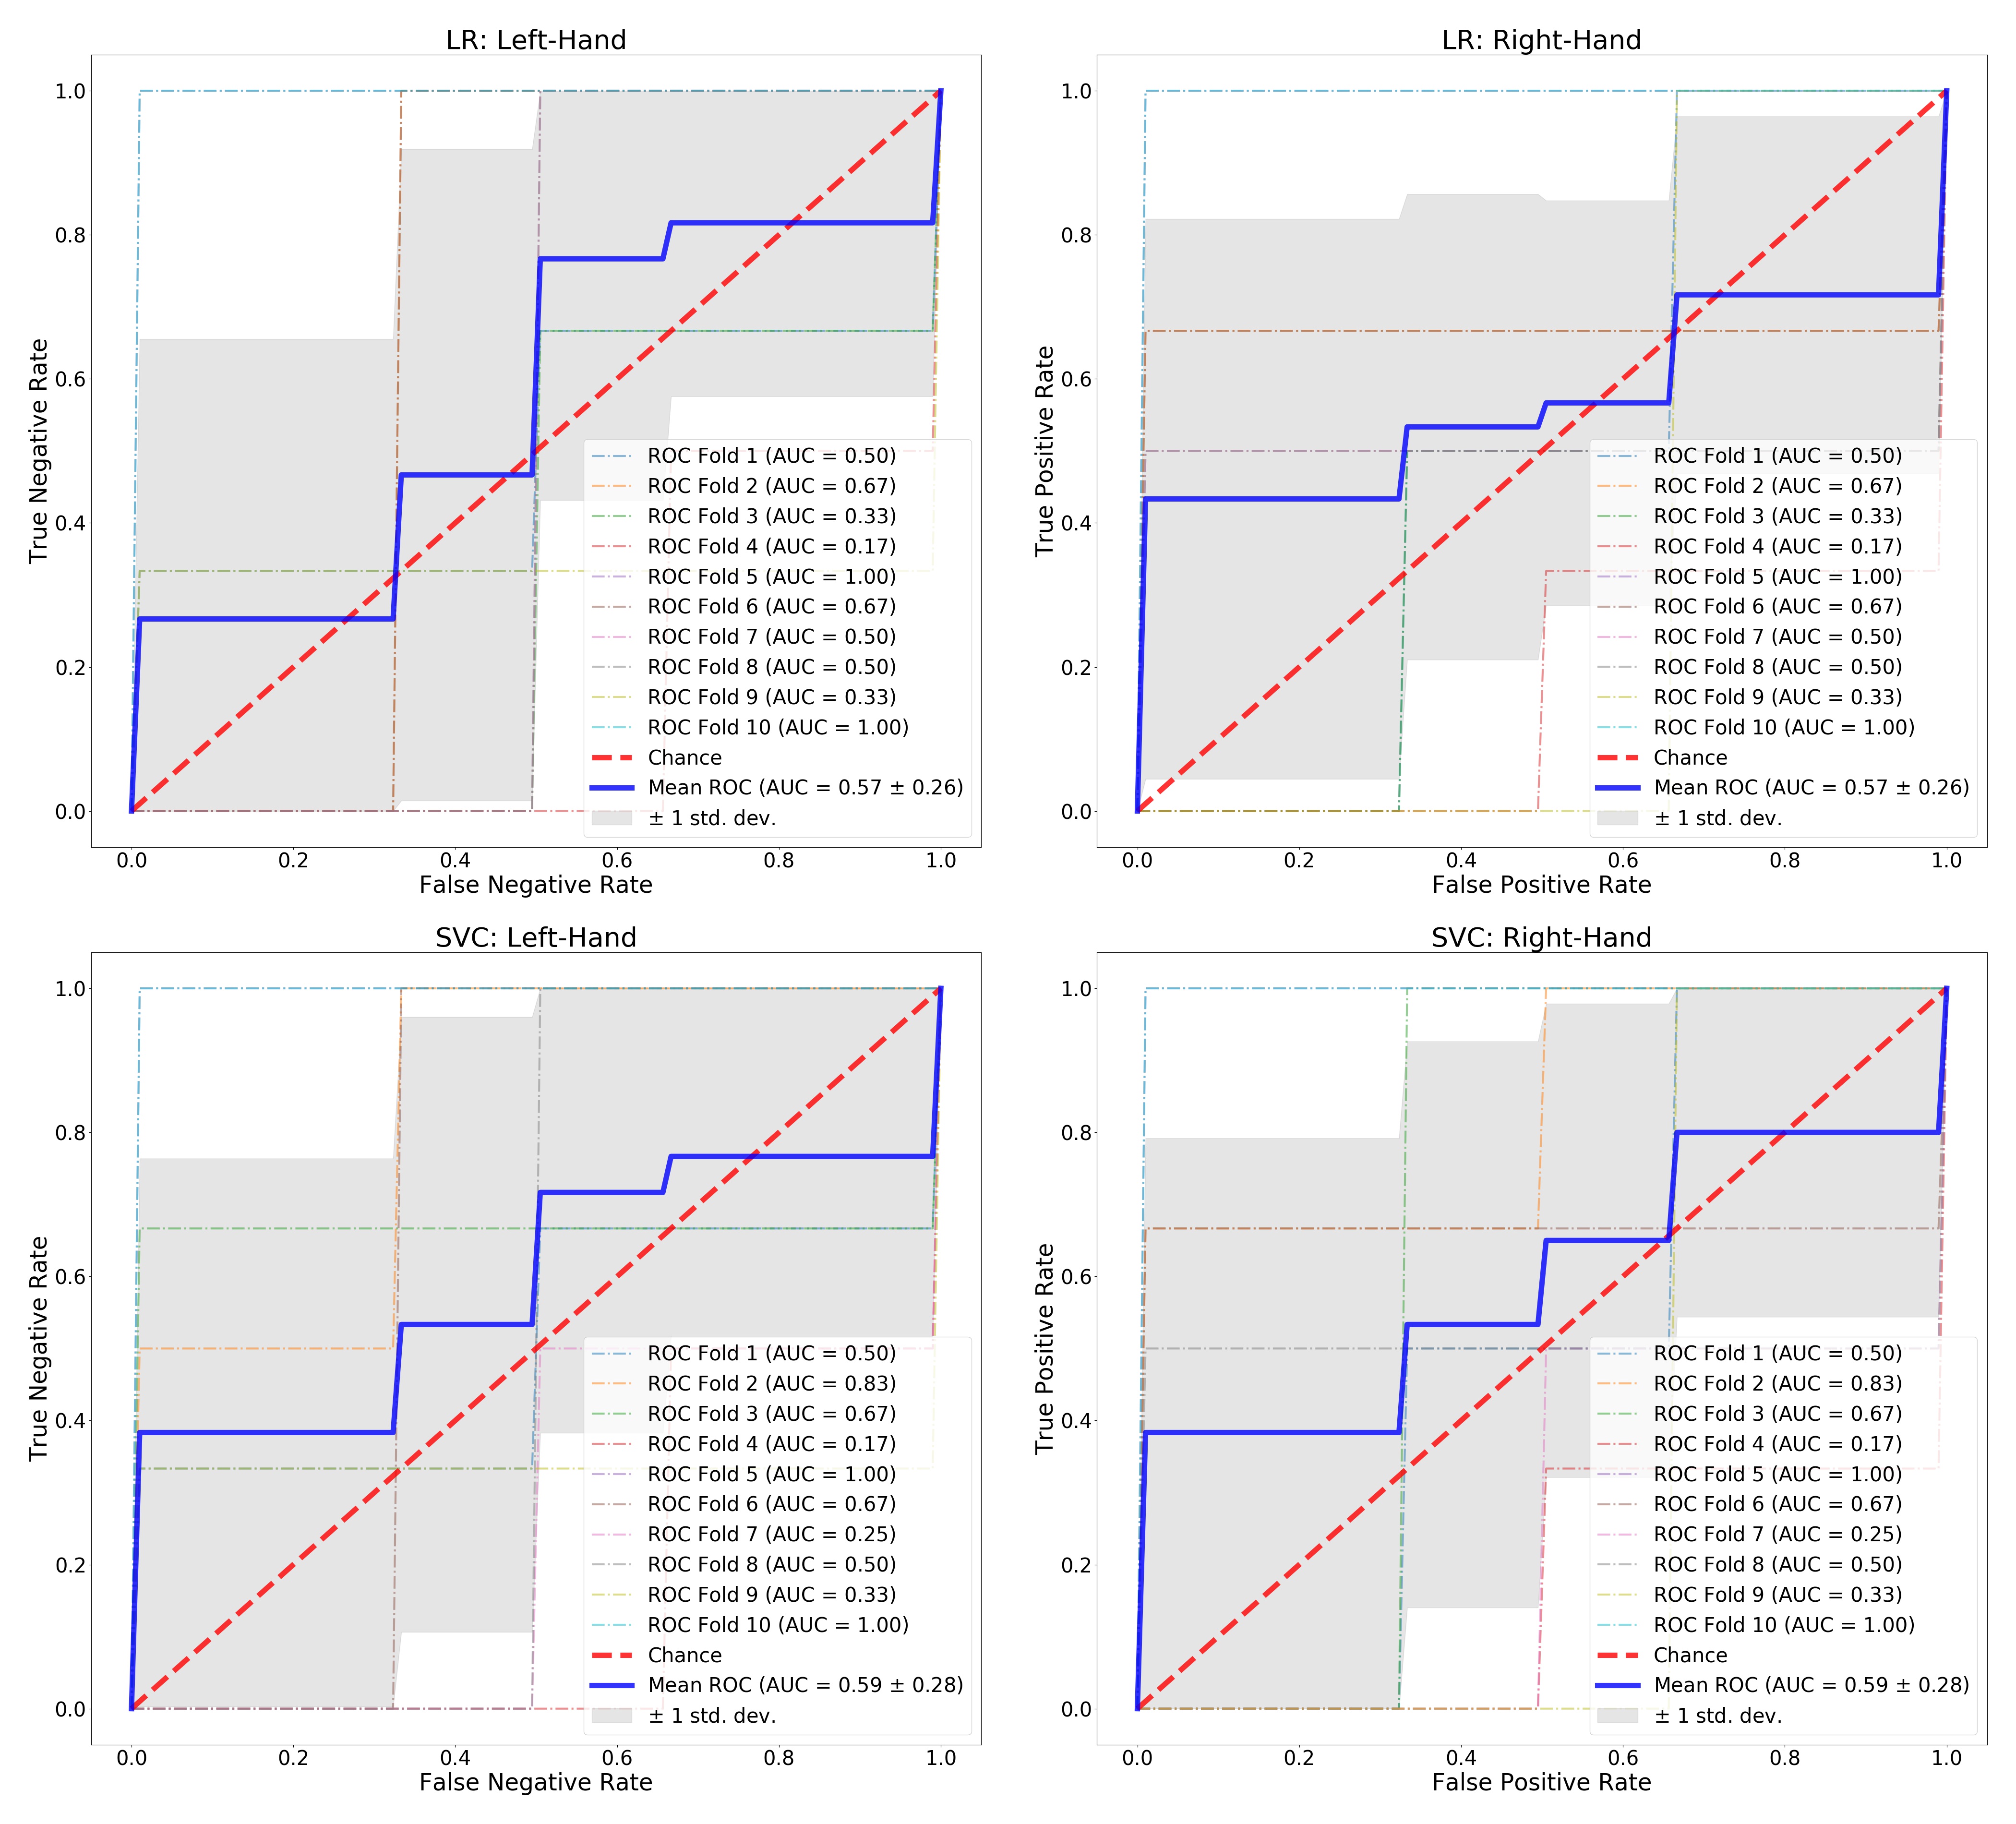 LR: Left-Hand
True Negative Rate
1.0
0.8
0.6
0.4
0.2
0.0
ROC Fold 1 (AUC = 0.50)
ROC Fold 2 (AUC = 0.67)
ROC Fold 3 (AUC = 0.33)
ROC Fold 4 (AUC = 0.17)
ROC Fold 5 (AUC = 1.00)
ROC Fold 6 (AUC = 0.67)
ROC Fold 7 (AUC = 0.50)
ROC Fold 8 (AUC = 0.50)
ROC Fold 9 (AUC = 0.33)
ROC Fold 10 (AUC = 1.00)
Chance
Mean ROC (AUC = 0.57 ± 0.26)
± 1 std. dev.
0.0 0.2 0.4 0.6 0.8 1.0
False Negative Rate
LR: Right-Hand
True Positive Rate
1.0
0.8
0.6
0.4
0.2
0.0
ROC Fold 1 (AUC = 0.50)
ROC Fold 2 (AUC = 0.67)
ROC Fold 3 (AUC = 0.33)
ROC Fold 4 (AUC = 0.17)
ROC Fold 5 (AUC = 1.00)
ROC Fold 6 (AUC = 0.67)
ROC Fold 7 (AUC = 0.50)
ROC Fold 8 (AUC = 0.50)
ROC Fold 9 (AUC = 0.33)
ROC Fold 10 (AUC = 1.00)
Chance
Mean ROC (AUC = 0.57 ± 0.26)
± 1 std. dev.
0.0 0.2 0.4 0.6 0.8 1.0
False Positive Rate
SVC: Left-Hand
True Negative Rate
1.0
0.8
0.6
0.4
0.2
0.0
ROC Fold 1 (AUC = 0.50)
ROC Fold 2 (AUC = 0.83)
ROC Fold 3 (AUC = 0.67)
ROC Fold 4 (AUC = 0.17)
ROC Fold 5 (AUC = 1.00)
ROC Fold 6 (AUC = 0.67)
ROC Fold 7 (AUC = 0.25)
ROC Fold 8 (AUC = 0.50)
ROC Fold 9 (AUC = 0.33)
ROC Fold 10 (AUC = 1.00)
Chance
Mean ROC (AUC = 0.59 ± 0.28)
± 1 std. dev.
0.0 0.2 0.4 0.6 0.8 1.0
False Negative Rate
SVC: Right-Hand
True Positive Rate
1.0
0.8
0.6
0.4
0.2
0.0
ROC Fold 1 (AUC = 0.50)
ROC Fold 2 (AUC = 0.83)
ROC Fold 3 (AUC = 0.67)
ROC Fold 4 (AUC = 0.17)
ROC Fold 5 (AUC = 1.00)
ROC Fold 6 (AUC = 0.67)
ROC Fold 7 (AUC = 0.25)
ROC Fold 8 (AUC = 0.50)
ROC Fold 9 (AUC = 0.33)
ROC Fold 10 (AUC = 1.00)
Chance
Mean ROC (AUC = 0.59 ± 0.28)
± 1 std. dev.
0.0 0.2 0.4 0.6 0.8 1.0
False Positive Rate